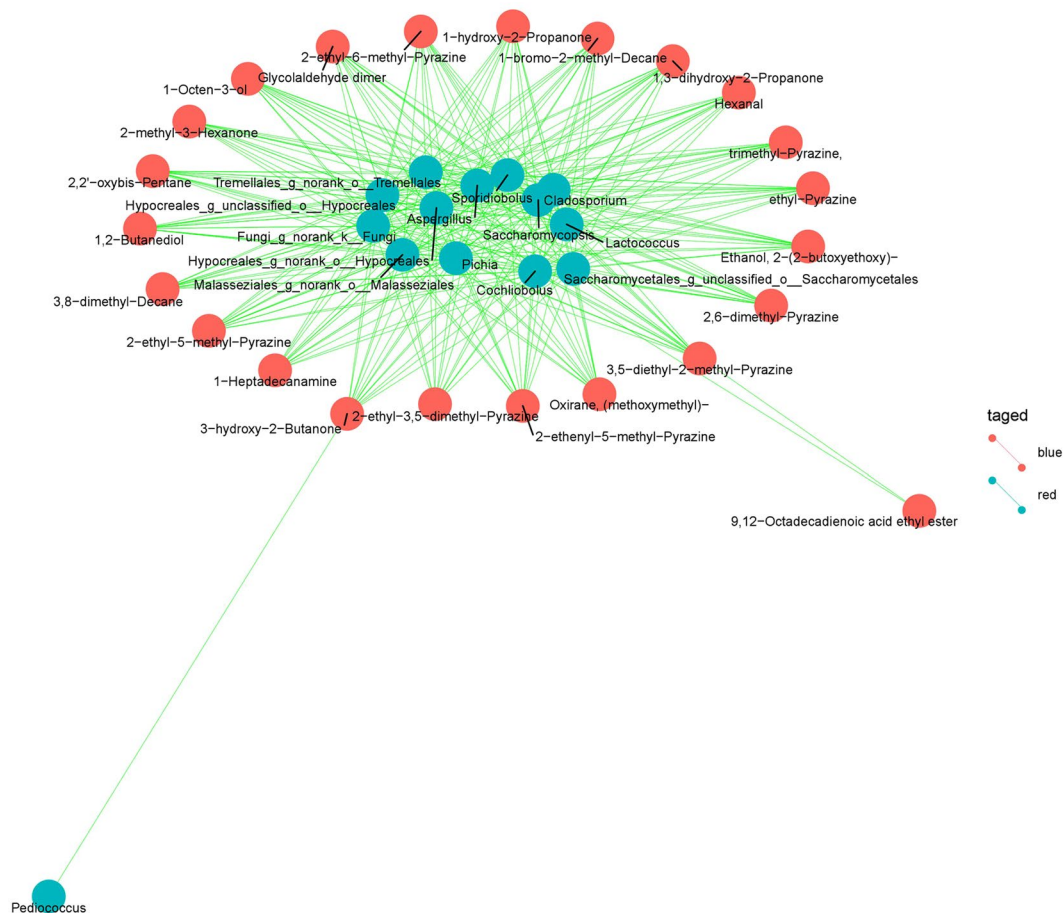 1−hydroxy−2−Propanone
2−ethyl−6−methyl−Pyrazine
1−bromo−2−methyl−Decane
Glycolaldehyde dimer
1,3−dihydroxy−2−Propanone
1−Octen−3−ol
Hexanal
2−methyl−3−Hexanone
trimethyl−Pyrazine,
2,2'−oxybis−Pentane
Tremellales_g_norank_o__Tremellales
Sporidiobolus
Cladosporium
ethyl−Pyrazine
Hypocreales_g_unclassified_o__Hypocreales
Aspergillus
1,2−Butanediol
Fungi_g_norank_k__Fungi
Saccharomycopsis
Lactococcus
Ethanol, 2−(2−butoxyethoxy)−
Hypocreales_g_norank_o__Hypocreales
Pichia
Saccharomycetales_g_unclassified_o__Saccharomycetales
Malasseziales_g_norank_o__Malasseziales
Cochliobolus
3,8−dimethyl−Decane
2,6−dimethyl−Pyrazine
2−ethyl−5−methyl−Pyrazine
3,5−diethyl−2−methyl−Pyrazine
1−Heptadecanamine
Oxirane, (methoxymethyl)−
2−ethyl−3,5−dimethyl−Pyrazine
3−hydroxy−2−Butanone
2−ethenyl−5−methyl−Pyrazine
taged
blue
red
9,12−Octadecadienoic acid ethyl ester
Pediococcus